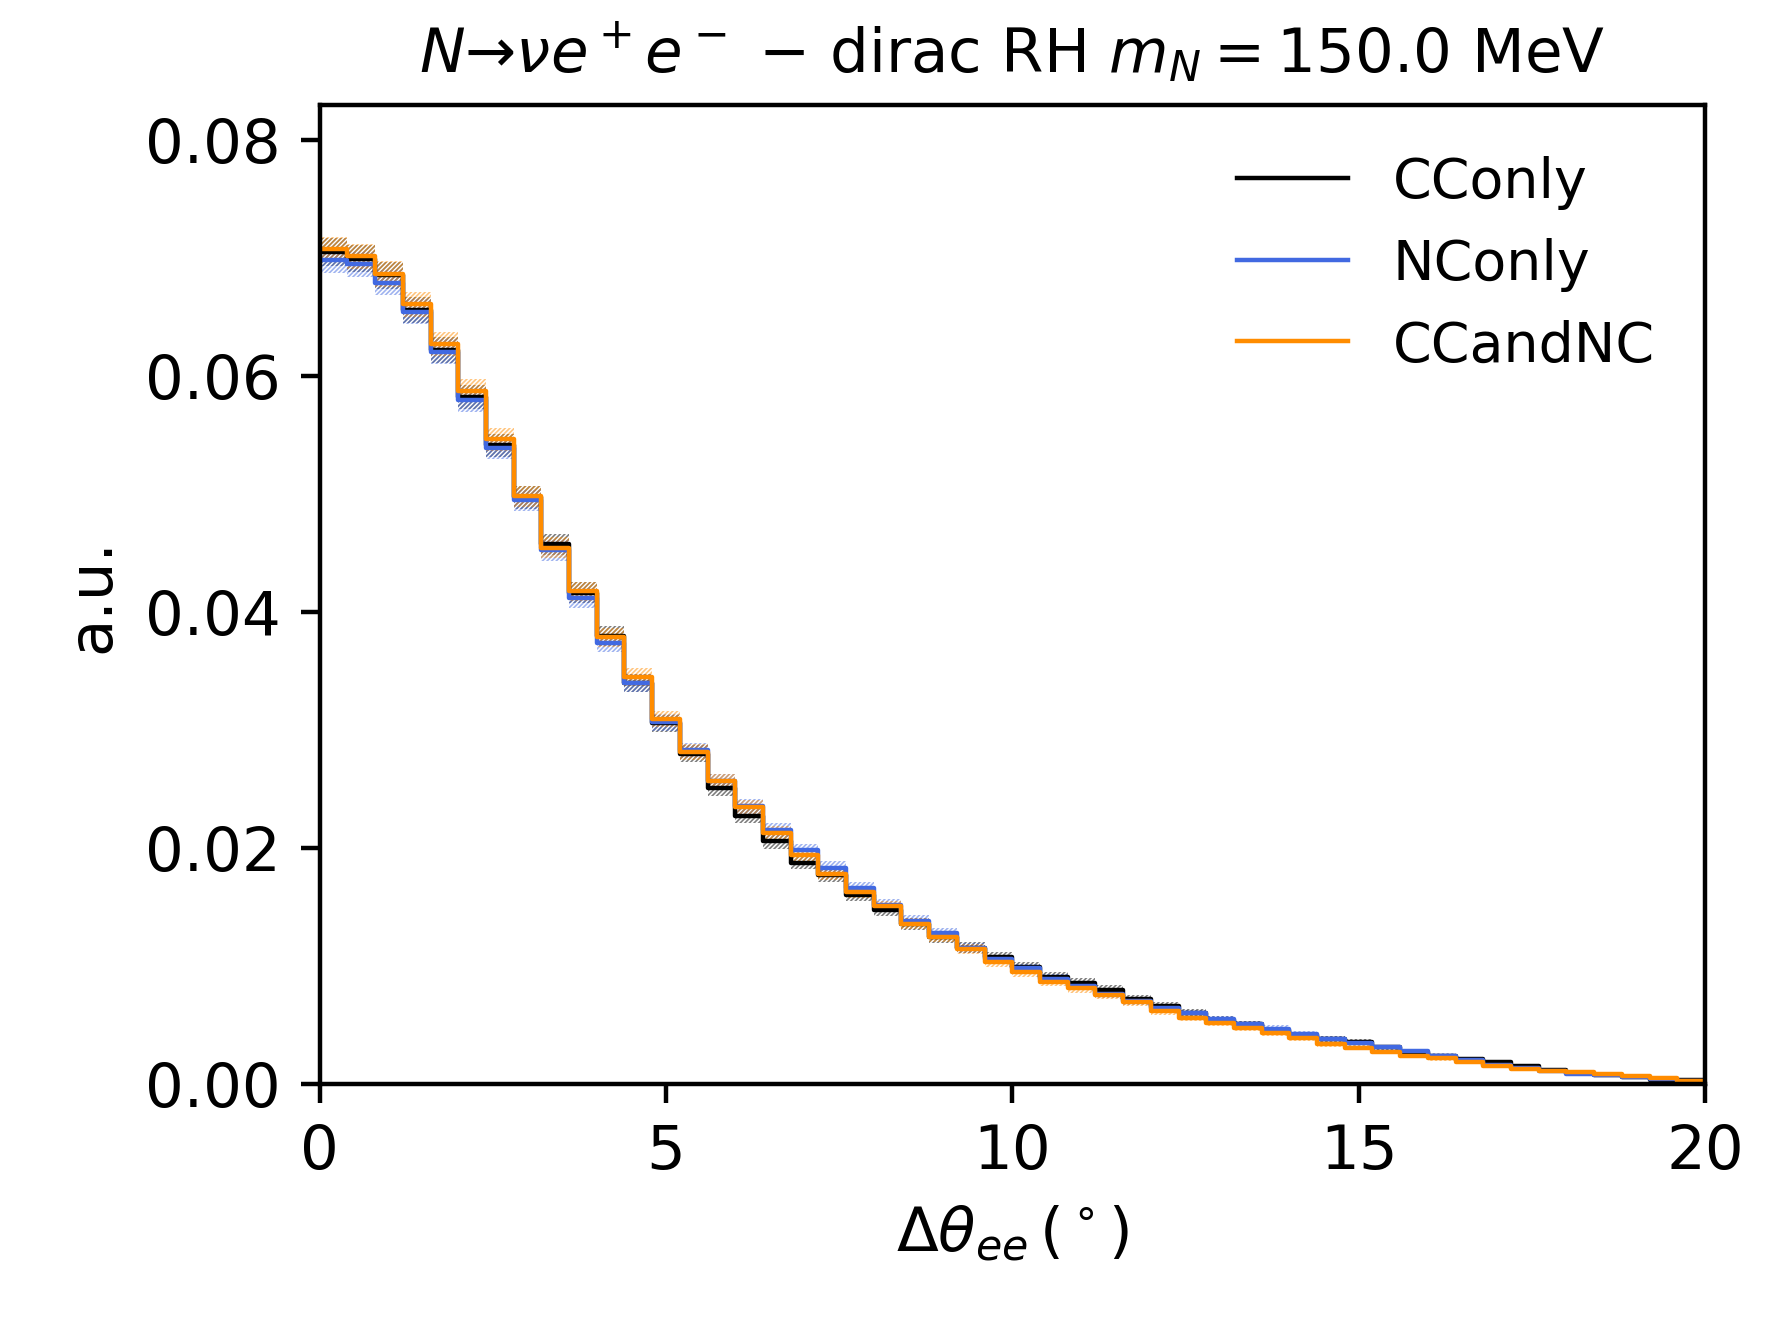 N→νe⁺e⁻ − dirac RH m_N = 150.0 MeV
0.08
0.06
0.04
0.02
0.00
a.u.
CConly
NConly
CCandNC
0 5 10 15 20
Δθ_ee (°)